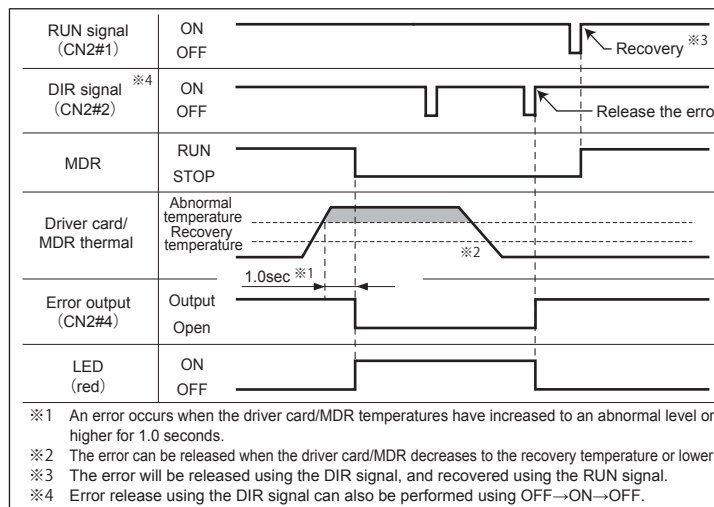 RUN signal
(CN2#1)
ON
OFF
Recovery ※3
DIR signal ※4
(CN2#2)
ON
OFF
Release the erro
MDR
RUN
STOP
Driver card/
MDR thermal
Abnormal
temperature
Recovery
temperature
※2
1.0sec ※1
Error output
(CN2#4)
Output
Open
LED
(red)
ON
OFF
※1 An error occurs when the driver card/MDR temperatures have increased to an abnormal level or
higher for 1.0 seconds.
※2 The error can be released when the driver card/MDR decreases to the recovery temperature or lower
※3 The error will be released using the DIR signal, and recovered using the RUN signal.
※4 Error release using the DIR signal can also be performed using OFF→ON→OFF.